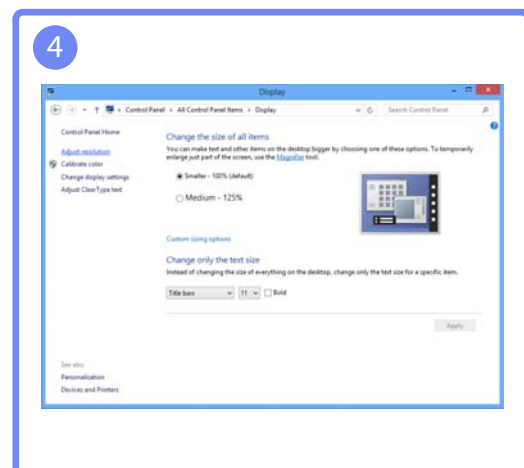 4
Display
Control Panel › All Control Panel Items › Display
Search Control Panel
Control Panel Home
Adjust resolution
Calibrate color
Change display settings
Adjust ClearType text
Change the size of all items
You can make text and other items on the desktop bigger by choosing one of these options. To temporarily
enlarge just part of the screen, use the Magnifier tool.
Smaller - 100% (default)
Medium - 125%
Custom sizing options
Change only the text size
Instead of changing the size of everything on the desktop, change only the text size for a specific item.
Title bars 11 Bold
Apply
See also
Personalization
Devices and Printers